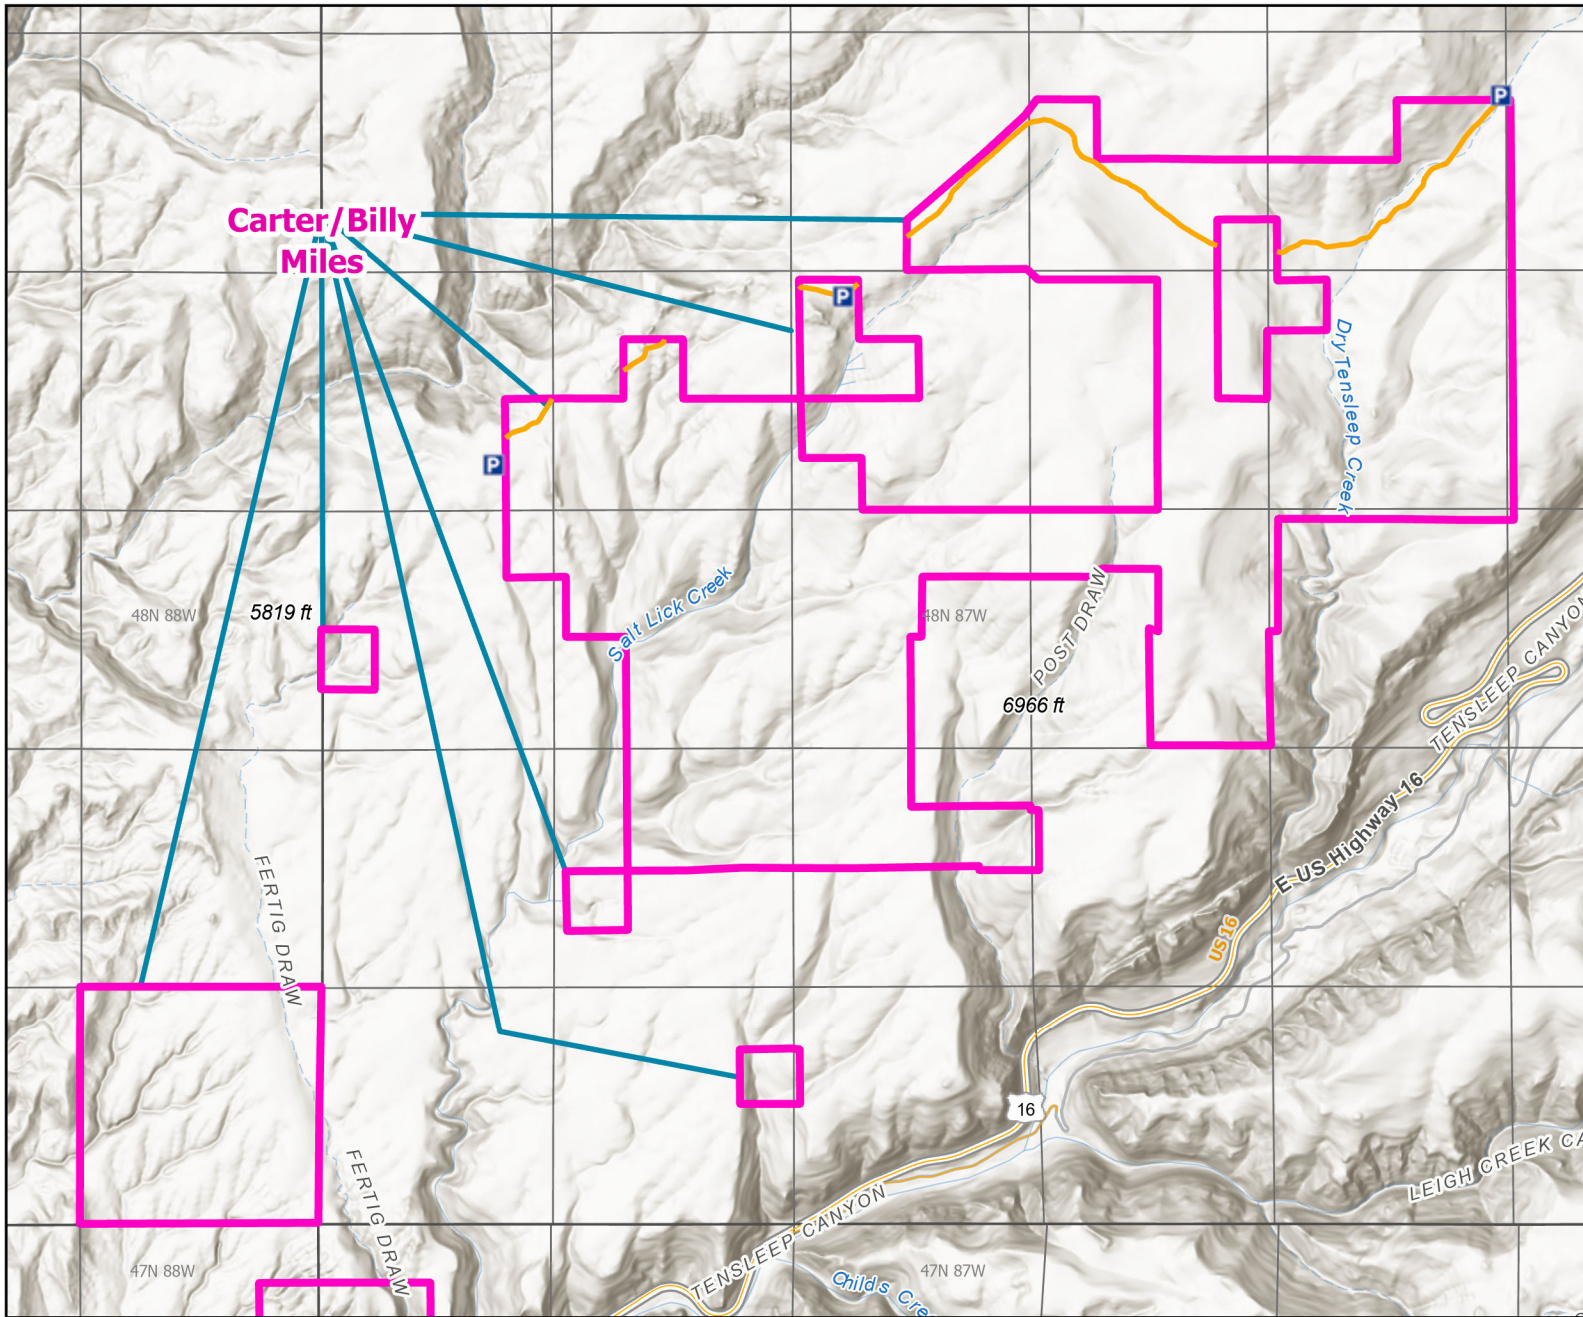 P
Carter/Billy
Miles
P
Dry Tensleep Creek
P
Salt Lick Creek
48N 88W
5819 ft
48N 87W
POST DRAW
6966 ft
TENSLEEP CANYON
E US Highway 16
US 16
FERTIG DRAW
16
LEIGH CREEK CA
FERTIG DRAW
TENSLEEP CANYON
47N 88W
47N 87W
Childs Cre